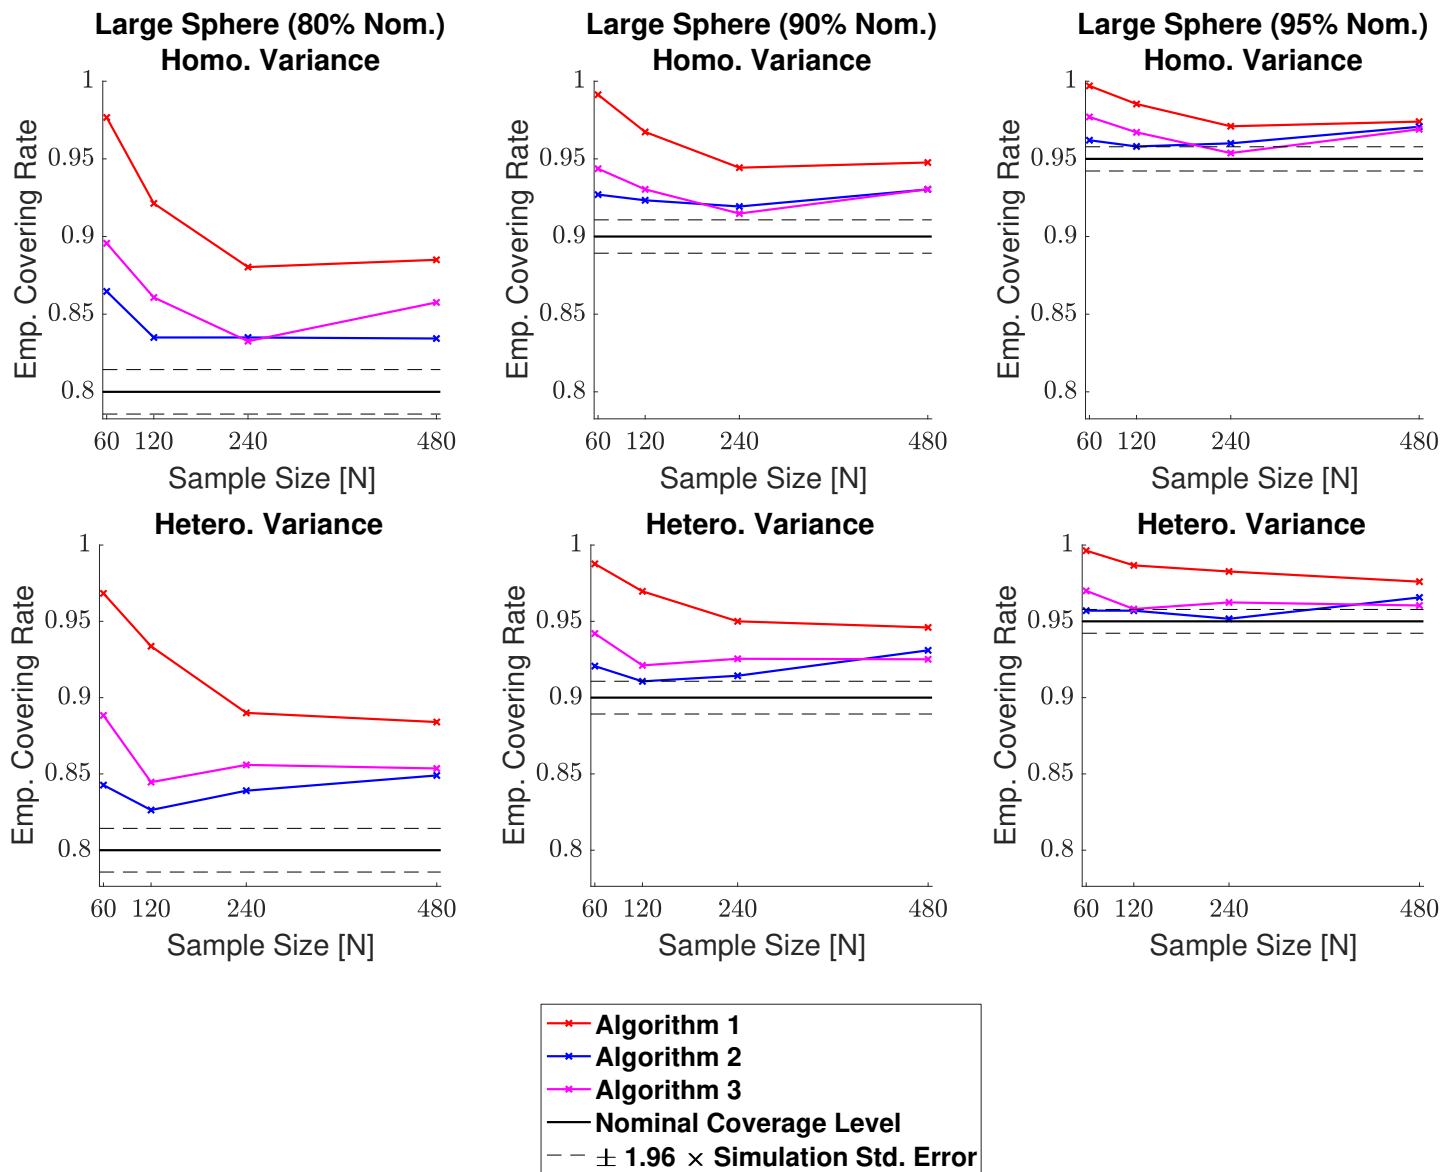 Large Sphere (80% Nom.)
Homo. Variance
Large Sphere (90% Nom.)
Homo. Variance
Large Sphere (95% Nom.)
Homo. Variance
Emp. Covering Rate
1
0.95
0.9
0.85
0.8
60 120 240 480
Sample Size [N]
Emp. Covering Rate
1
0.95
0.9
0.85
0.8
60 120 240 480
Sample Size [N]
Emp. Covering Rate
1
0.95
0.9
0.85
0.8
60 120 240 480
Sample Size [N]
Hetero. Variance
Emp. Covering Rate
1
0.95
0.9
0.85
0.8
60 120 240 480
Sample Size [N]
Hetero. Variance
Emp. Covering Rate
1
0.95
0.9
0.85
0.8
60 120 240 480
Sample Size [N]
Hetero. Variance
Emp. Covering Rate
1
0.95
0.9
0.85
0.8
60 120 240 480
Sample Size [N]
Algorithm 1
Algorithm 2
Algorithm 3
Nominal Coverage Level
± 1.96 × Simulation Std. Error